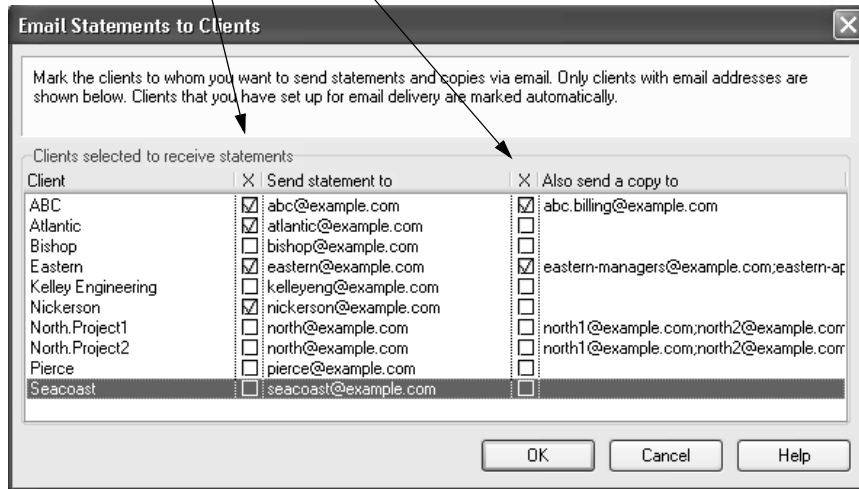 Email Statements to Clients
Mark the clients to whom you want to send statements and copies via email. Only clients with email addresses are
shown below. Clients that you have set up for email delivery are marked automatically.
Clients selected to receive statements
Client X Send statement to X Also send a copy to
ABC abc@example.com abc.billing@example.com
Atlantic atlantic@example.com
Bishop bishop@example.com
Eastern eastern@example.com eastern-managers@example.com;eastern-ap
Kelley Engineering kelleyeng@example.com
Nickerson nickerson@example.com
North.Project1 north@example.com north1@example.com;north2@example.com
North.Project2 north@example.com north1@example.com;north2@example.com
Pierce pierce@example.com
Seacoast seacoast@example.com
OK Cancel Help